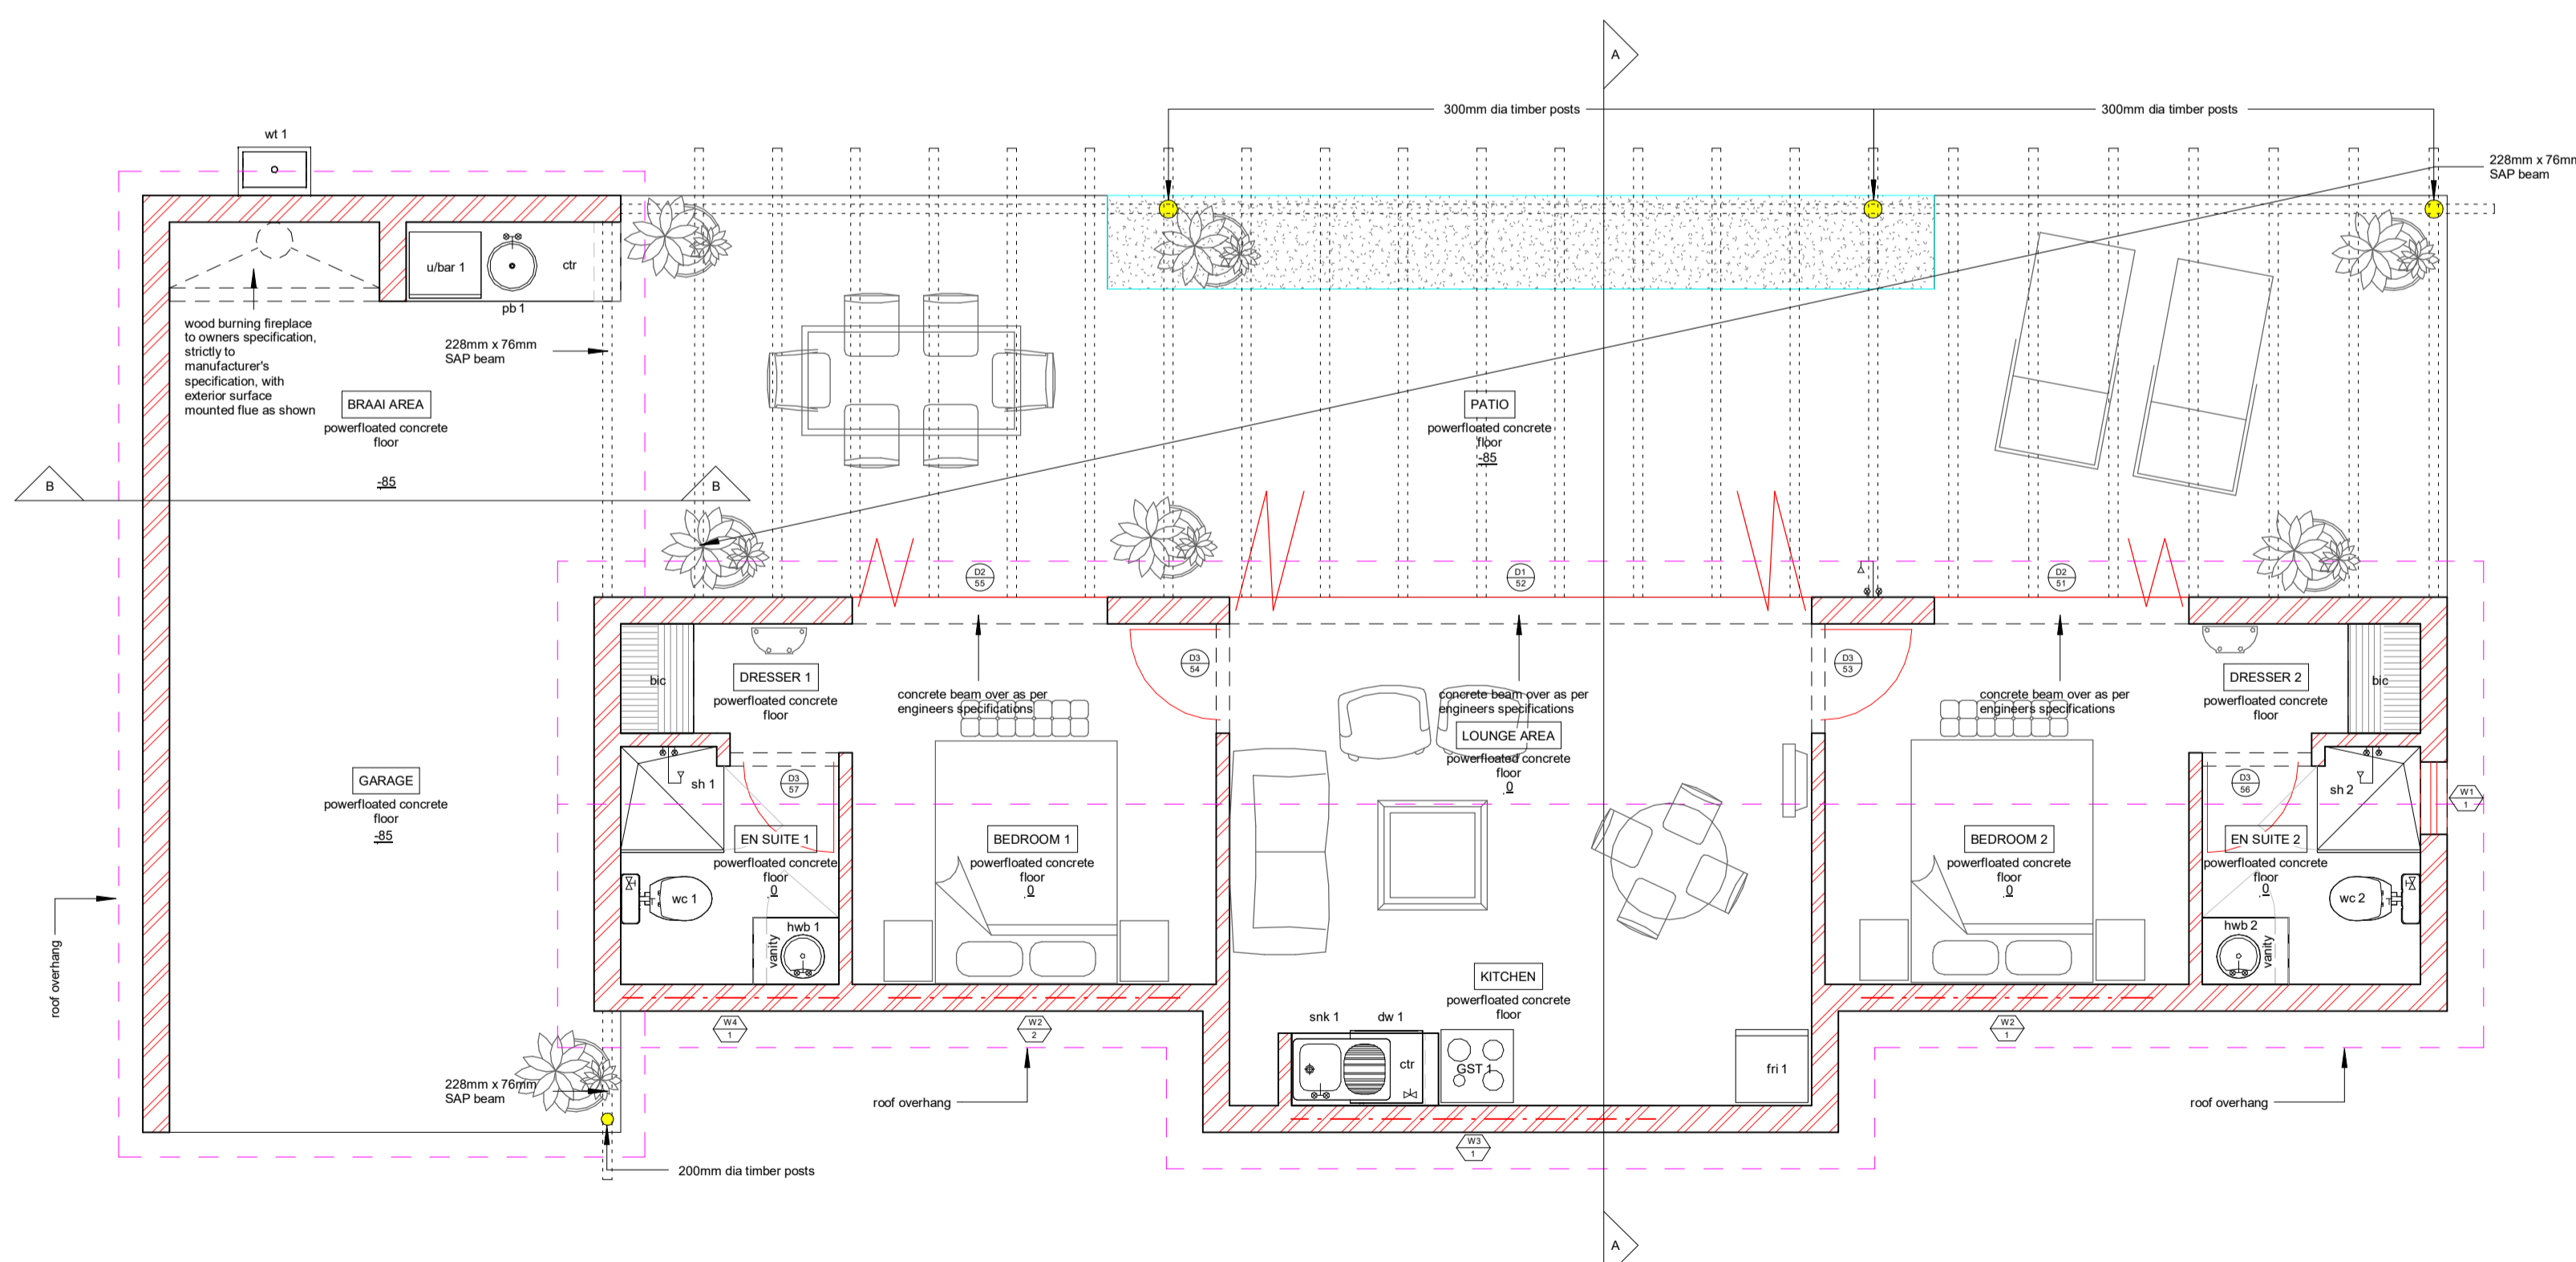 A
300mm dia timber posts
300mm dia timber posts
wt 1
228mm x 76mm
SAP beam
u/bar 1
ctr
pb 1
wood burning fireplace
to owners specification,
strictly to
manufacturer's
specification, with
exterior surface
mounted flue as shown
228mm x 76mm
SAP beam
BRAAI AREA
powerfloated concrete
floor
-85
PATIO
powerfloated concrete
floor
-85
B
B
D2
55
D1
52
D2
51
D3
54
D3
53
bic
DRESSER 1
powerfloated concrete
floor
concrete beam over as per
engineers specifications
concrete beam over as per
engineers specifications
LOUNGE AREA
powerfloated concrete
floor
0
concrete beam over as per
engineers specifications
DRESSER 2
powerfloated concrete
floor
bic
GARAGE
powerfloated concrete
floor
-85
sh 1
D3
57
D3
56
sh 2
W1
1
EN SUITE 1
powerfloated concrete
floor
0
BEDROOM 1
powerfloated concrete
floor
0
BEDROOM 2
powerfloated concrete
floor
0
EN SUITE 2
powerfloated concrete
floor
0
wc 1
wc 2
hwb 1
vanity
hwb 2
vanity
roof overhang
KITCHEN
powerfloated concrete
floor
snk 1
dw 1
W4
1
W2
2
W2
1
ctr
GST 1
fri 1
228mm x 76mm
SAP beam
roof overhang
roof overhang
W3
1
200mm dia timber posts
A